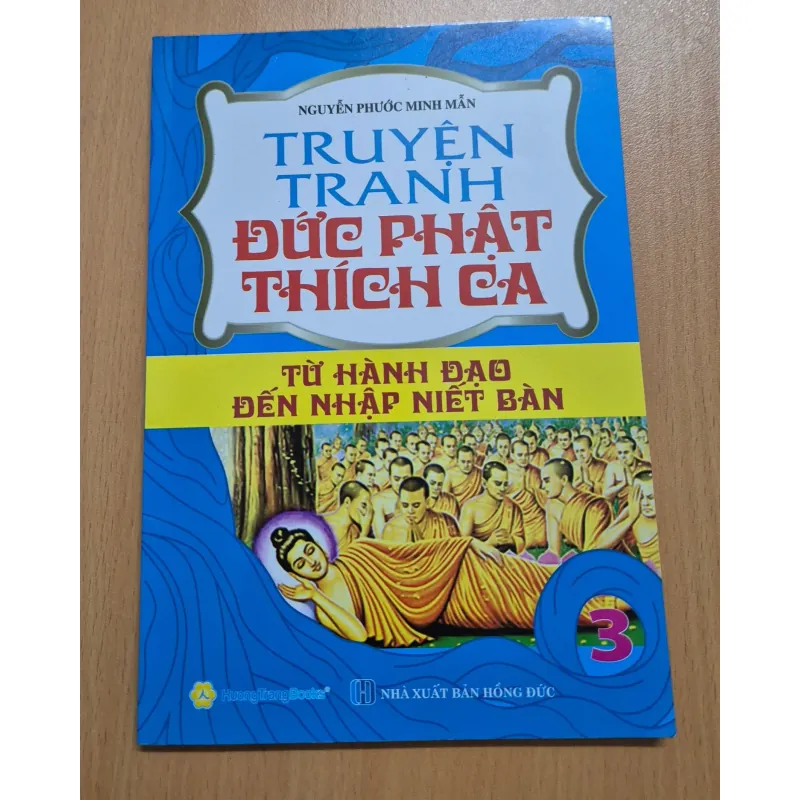 NGUYỄN PHƯỚC MINH MẪN
TRUYỆN
TRANH
ĐỨC PHẬT
THÍCH CA
TỪ HÀNH ĐẠO
ĐẾN NHẬP NIẾT BÀN
3
HuongTrangBooks®
NHÀ XUẤT BẢN HỒNG ĐỨC